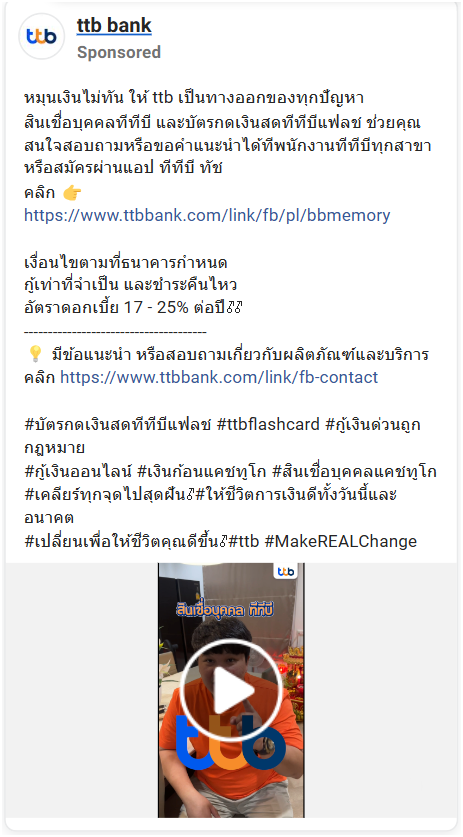 ttb
ttb bank
Sponsored
หมุนเงินไม่ทัน ให้ ttb เป็นทางออกของทุกปัญหา
สินเชื่อบุคคลทีทีบี และบัตรกดเงินสดทีทีบีแฟลช ช่วยคุณ
สนใจสอบถามหรือขอคำแนะนำได้ที่พนักงานทีทีบีทุกสาขา
หรือสมัครผ่านแอป ทีทีบี ทัช
คลิก 👉
https://www.ttbbank.com/link/fb/pl/bbmemory
เงื่อนไขตามที่ธนาคารกำหนด
กู้เท่าที่จำเป็น และชำระคืนไหว
อัตราดอกเบี้ย 17 - 25% ต่อปี
--------------------------------------
💡 มีข้อแนะนำ หรือสอบถามเกี่ยวกับผลิตภัณฑ์และบริการ
คลิก https://www.ttbbank.com/link/fb-contact
#บัตรกดเงินสดทีทีบีแฟลช #ttbflashcard #กู้เงินด่วนถูก
กฎหมาย
#กู้เงินออนไลน์ #เงินก้อนแคชทูโก #สินเชื่อบุคคลแคชทูโก
#เคลียร์ทุกจุดไปสุดฝัน #ให้ชีวิตการเงินดีทั้งวันนี้และ
อนาคต
#เปลี่ยนเพื่อให้ชีวิตคุณดีขึ้น #ttb #MakeREALChange
ttb
สินเชื่อบุคคล ทีทีบี
ttb